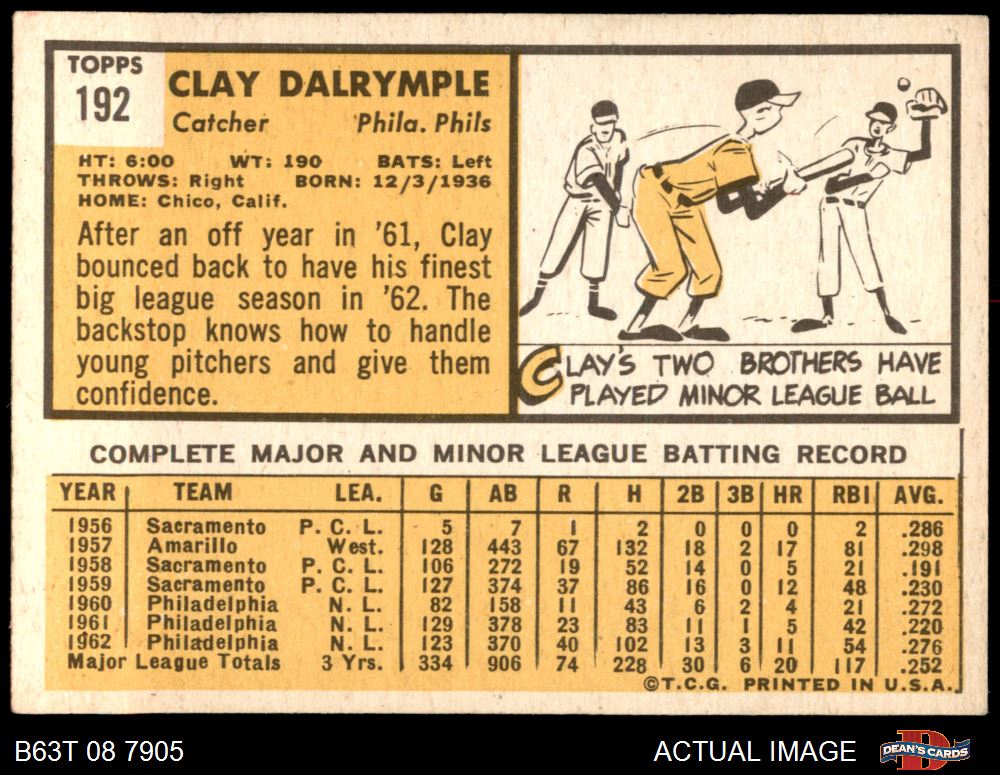 TOPPS
192
CLAY DALRYMPLE
Catcher Phila. Phils
HT: 6:00 WT: 190 BATS: Left
THROWS: Right BORN: 12/3/1936
HOME: Chico, Calif.
After an off year in '61, Clay
bounced back to have his finest
big league season in '62. The
backstop knows how to handle
young pitchers and give them
confidence.
CLAY'S TWO BROTHERS HAVE
PLAYED MINOR LEAGUE BALL
COMPLETE MAJOR AND MINOR LEAGUE BATTING RECORD
YEAR TEAM LEA. G AB R H 2B 3B HR RBI AVG.
1956 Sacramento P. C. L. 5 7 1 2 0 0 0 2 .286
1957 Amarillo West. 128 443 67 132 18 2 17 81 .298
1958 Sacramento P. C. L. 106 272 19 52 14 0 5 21 .191
1959 Sacramento P. C. L. 127 374 37 86 16 0 12 48 .230
1960 Philadelphia N. L. 82 158 11 43 6 2 4 21 .272
1961 Philadelphia N. L. 129 378 23 83 11 1 5 42 .220
1962 Philadelphia N. L. 123 370 40 102 13 3 11 54 .276
Major League Totals 3 Yrs. 334 906 74 228 30 6 20 117 .252
©T.C.G. PRINTED IN U.S.A.
B63T 08 7905 ACTUAL IMAGE D DEAN'S CARDS